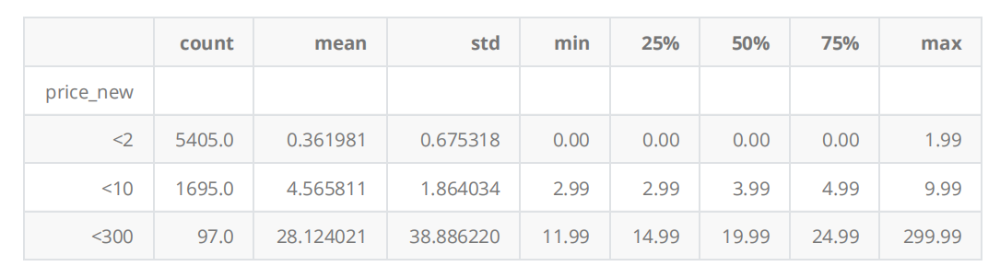 count mean std min 25% 50% 75% max
price_new
<2 5405.0 0.361981 0.675318 0.00 0.00 0.00 0.00 1.99
<10 1695.0 4.565811 1.864034 2.99 2.99 3.99 4.99 9.99
<300 97.0 28.124021 38.886220 11.99 14.99 19.99 24.99 299.99